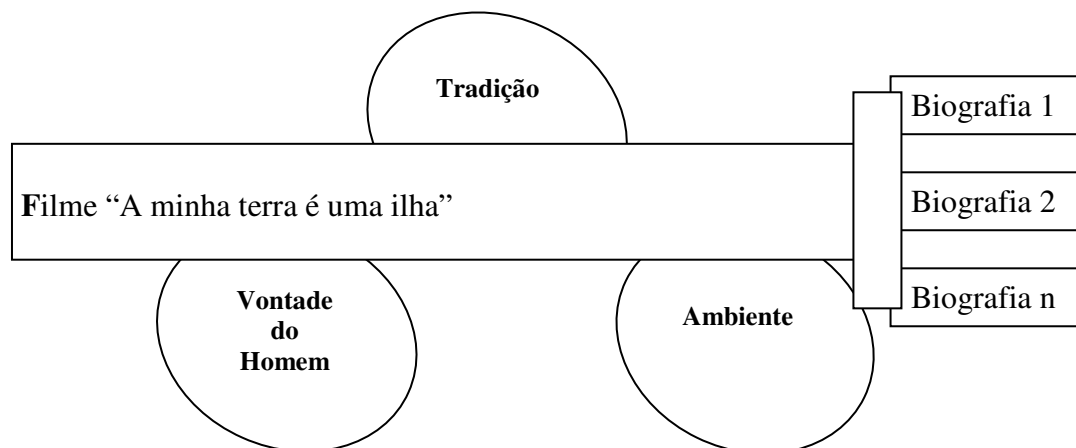 Tradição
Biografia 1
Filme “A minha terra é uma ilha”
Biografia 2
Vontade
do
Homem
Ambiente
Biografia n